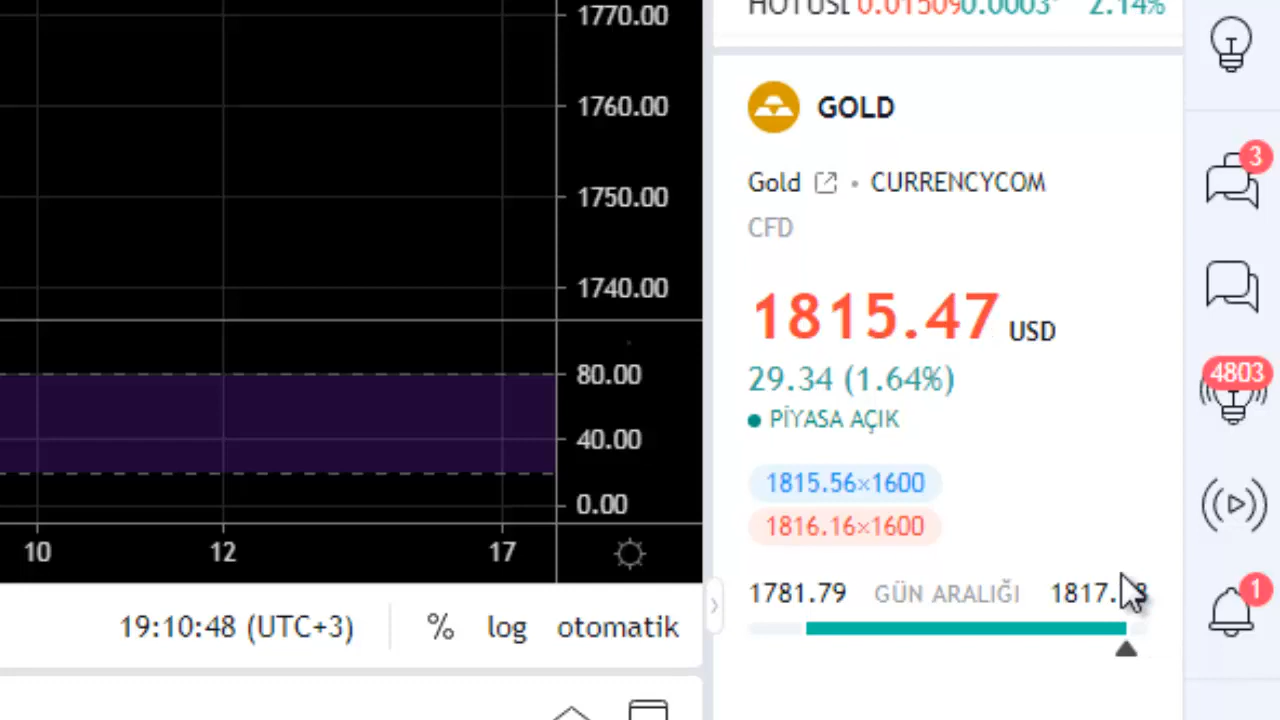 1770.00
1760.00
1750.00
1740.00
80.00
40.00
0.00
10 12 17
19:10:48 (UTC+3) % log otomatik
2.14%
GOLD
Gold • CURRENCYCOM
CFD
1815.47 USD
29.34 (1.64%)
PİYASA AÇIK
1815.56×1600
1816.16×1600
1781.79 GÜN ARALIĞI
3
4803
1